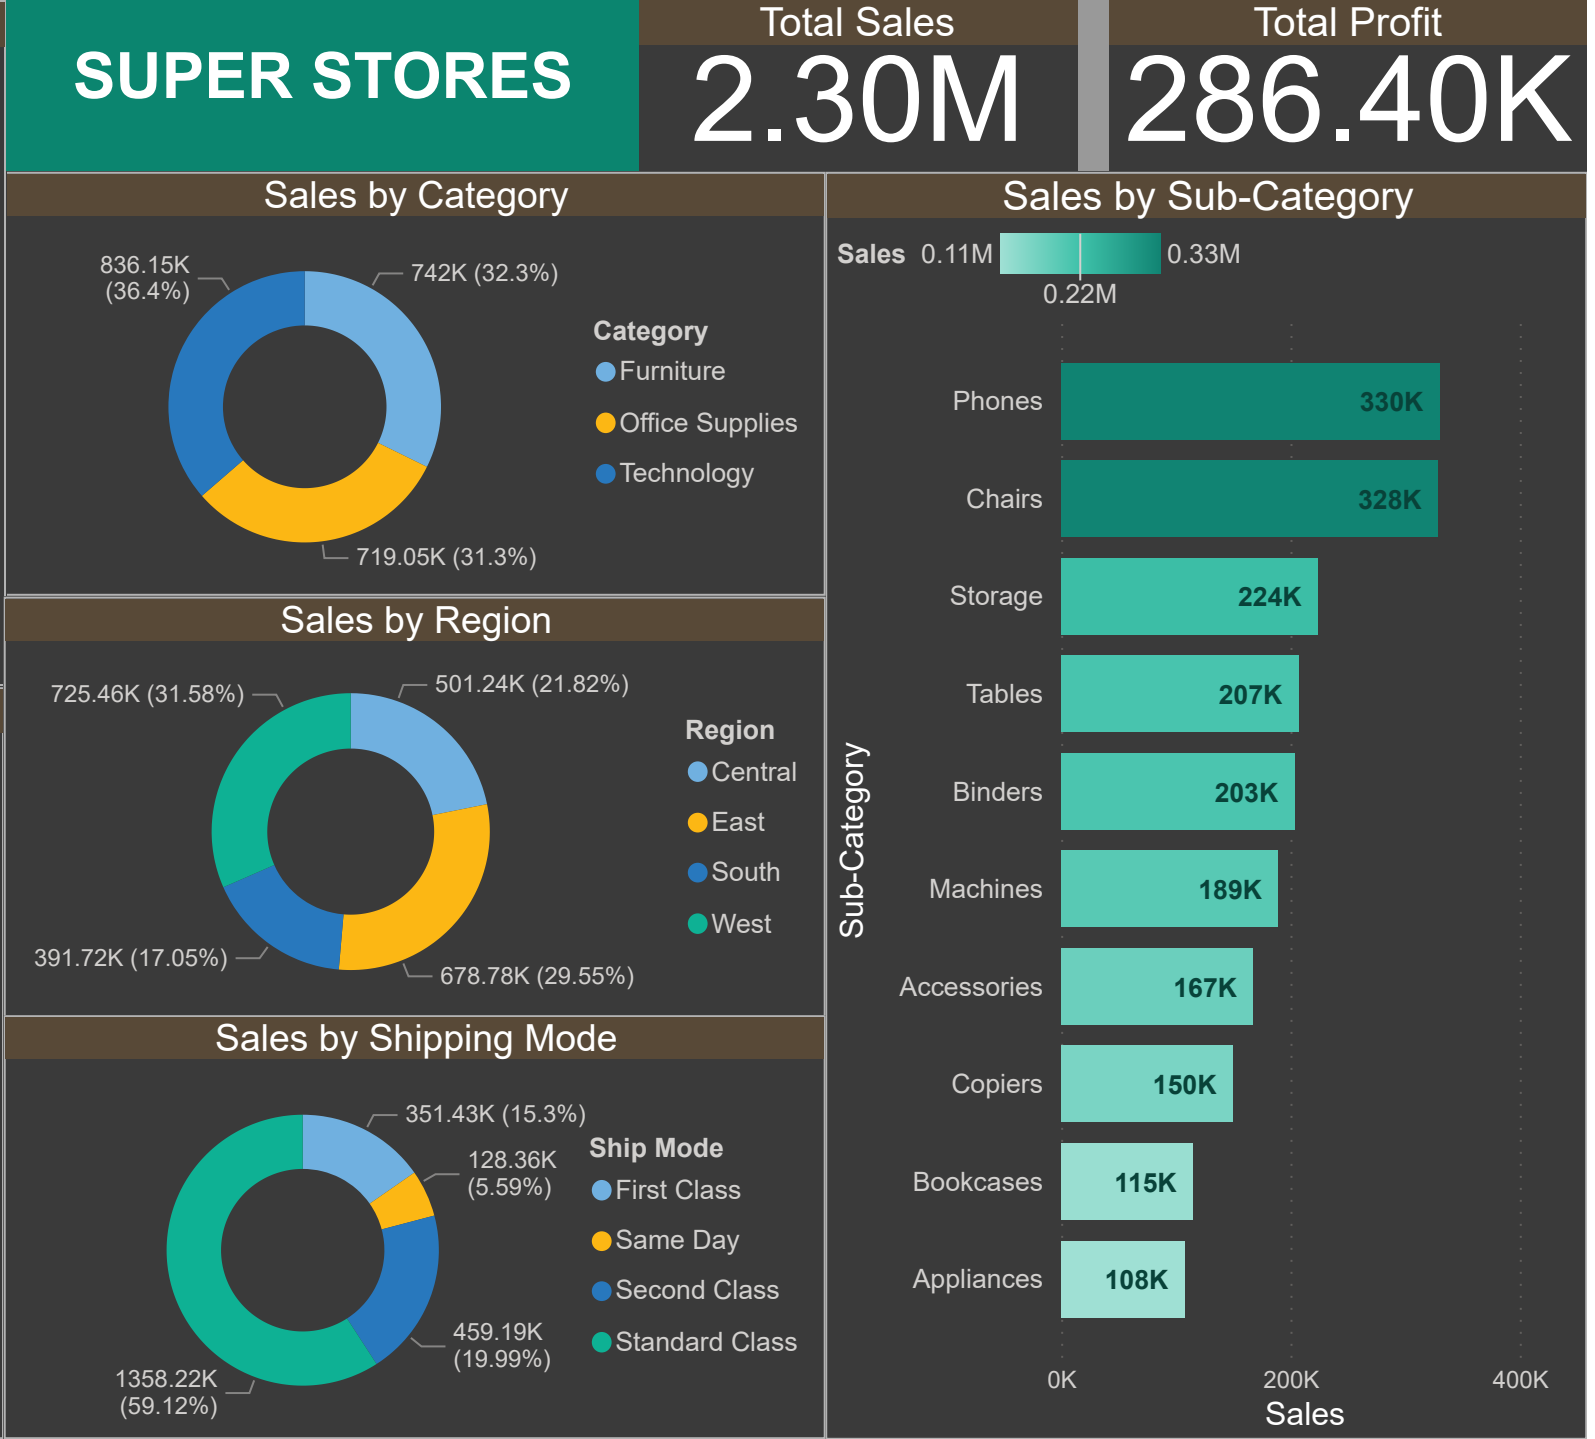 SUPER STORES
Total Sales
2.30M
Total Profit
286.40K
Sales by Category
836.15K
(36.4%)
742K (32.3%)
719.05K (31.3%)
Category
Furniture
Office Supplies
Technology
Sales by Region
725.46K (31.58%)
501.24K (21.82%)
391.72K (17.05%)
678.78K (29.55%)
Region
Central
East
South
West
Sales by Shipping Mode
351.43K (15.3%)
128.36K
(5.59%)
459.19K
(19.99%)
1358.22K
(59.12%)
Ship Mode
First Class
Same Day
Second Class
Standard Class
Sales by Sub-Category
Sales 0.11M 0.33M
0.22M
Sub-Category
Phones 330K
Chairs 328K
Storage 224K
Tables 207K
Binders 203K
Machines 189K
Accessories 167K
Copiers 150K
Bookcases 115K
Appliances 108K
0K 200K 400K
Sales